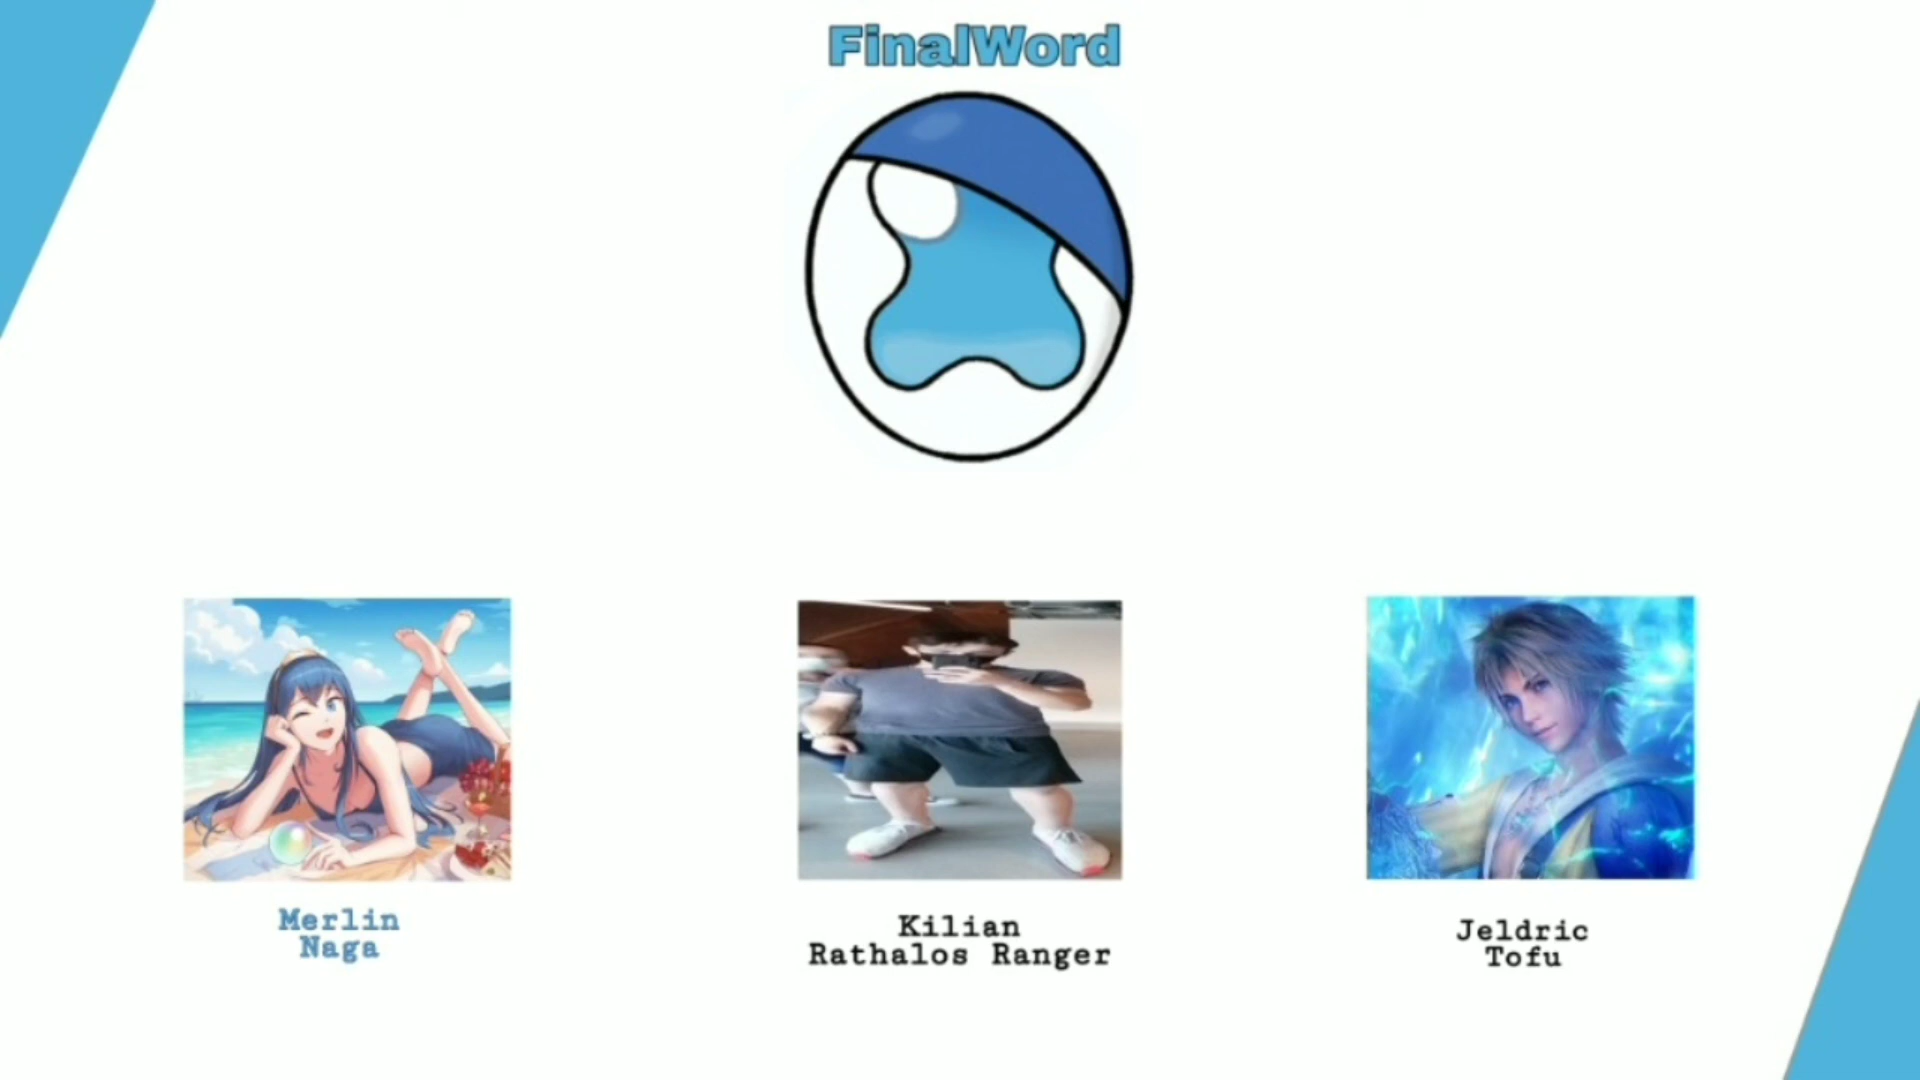 FinalWord
Merlin
Naga
Kilian
Rathalos Ranger
Jeldric
Tofu